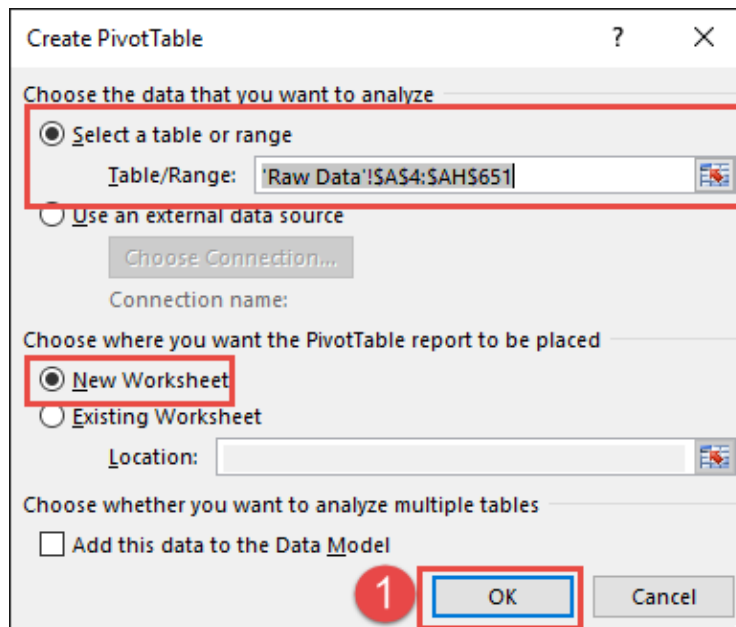 Create PivotTable ?
Choose the data that you want to analyze
Select a table or range
Table/Range: 'Raw Data'!$A$4:$AH$651
Use an external data source
Choose Connection...
Connection name:
Choose where you want the PivotTable report to be placed
New Worksheet
Existing Worksheet
Location:
Choose whether you want to analyze multiple tables
Add this data to the Data Model
1 OK Cancel